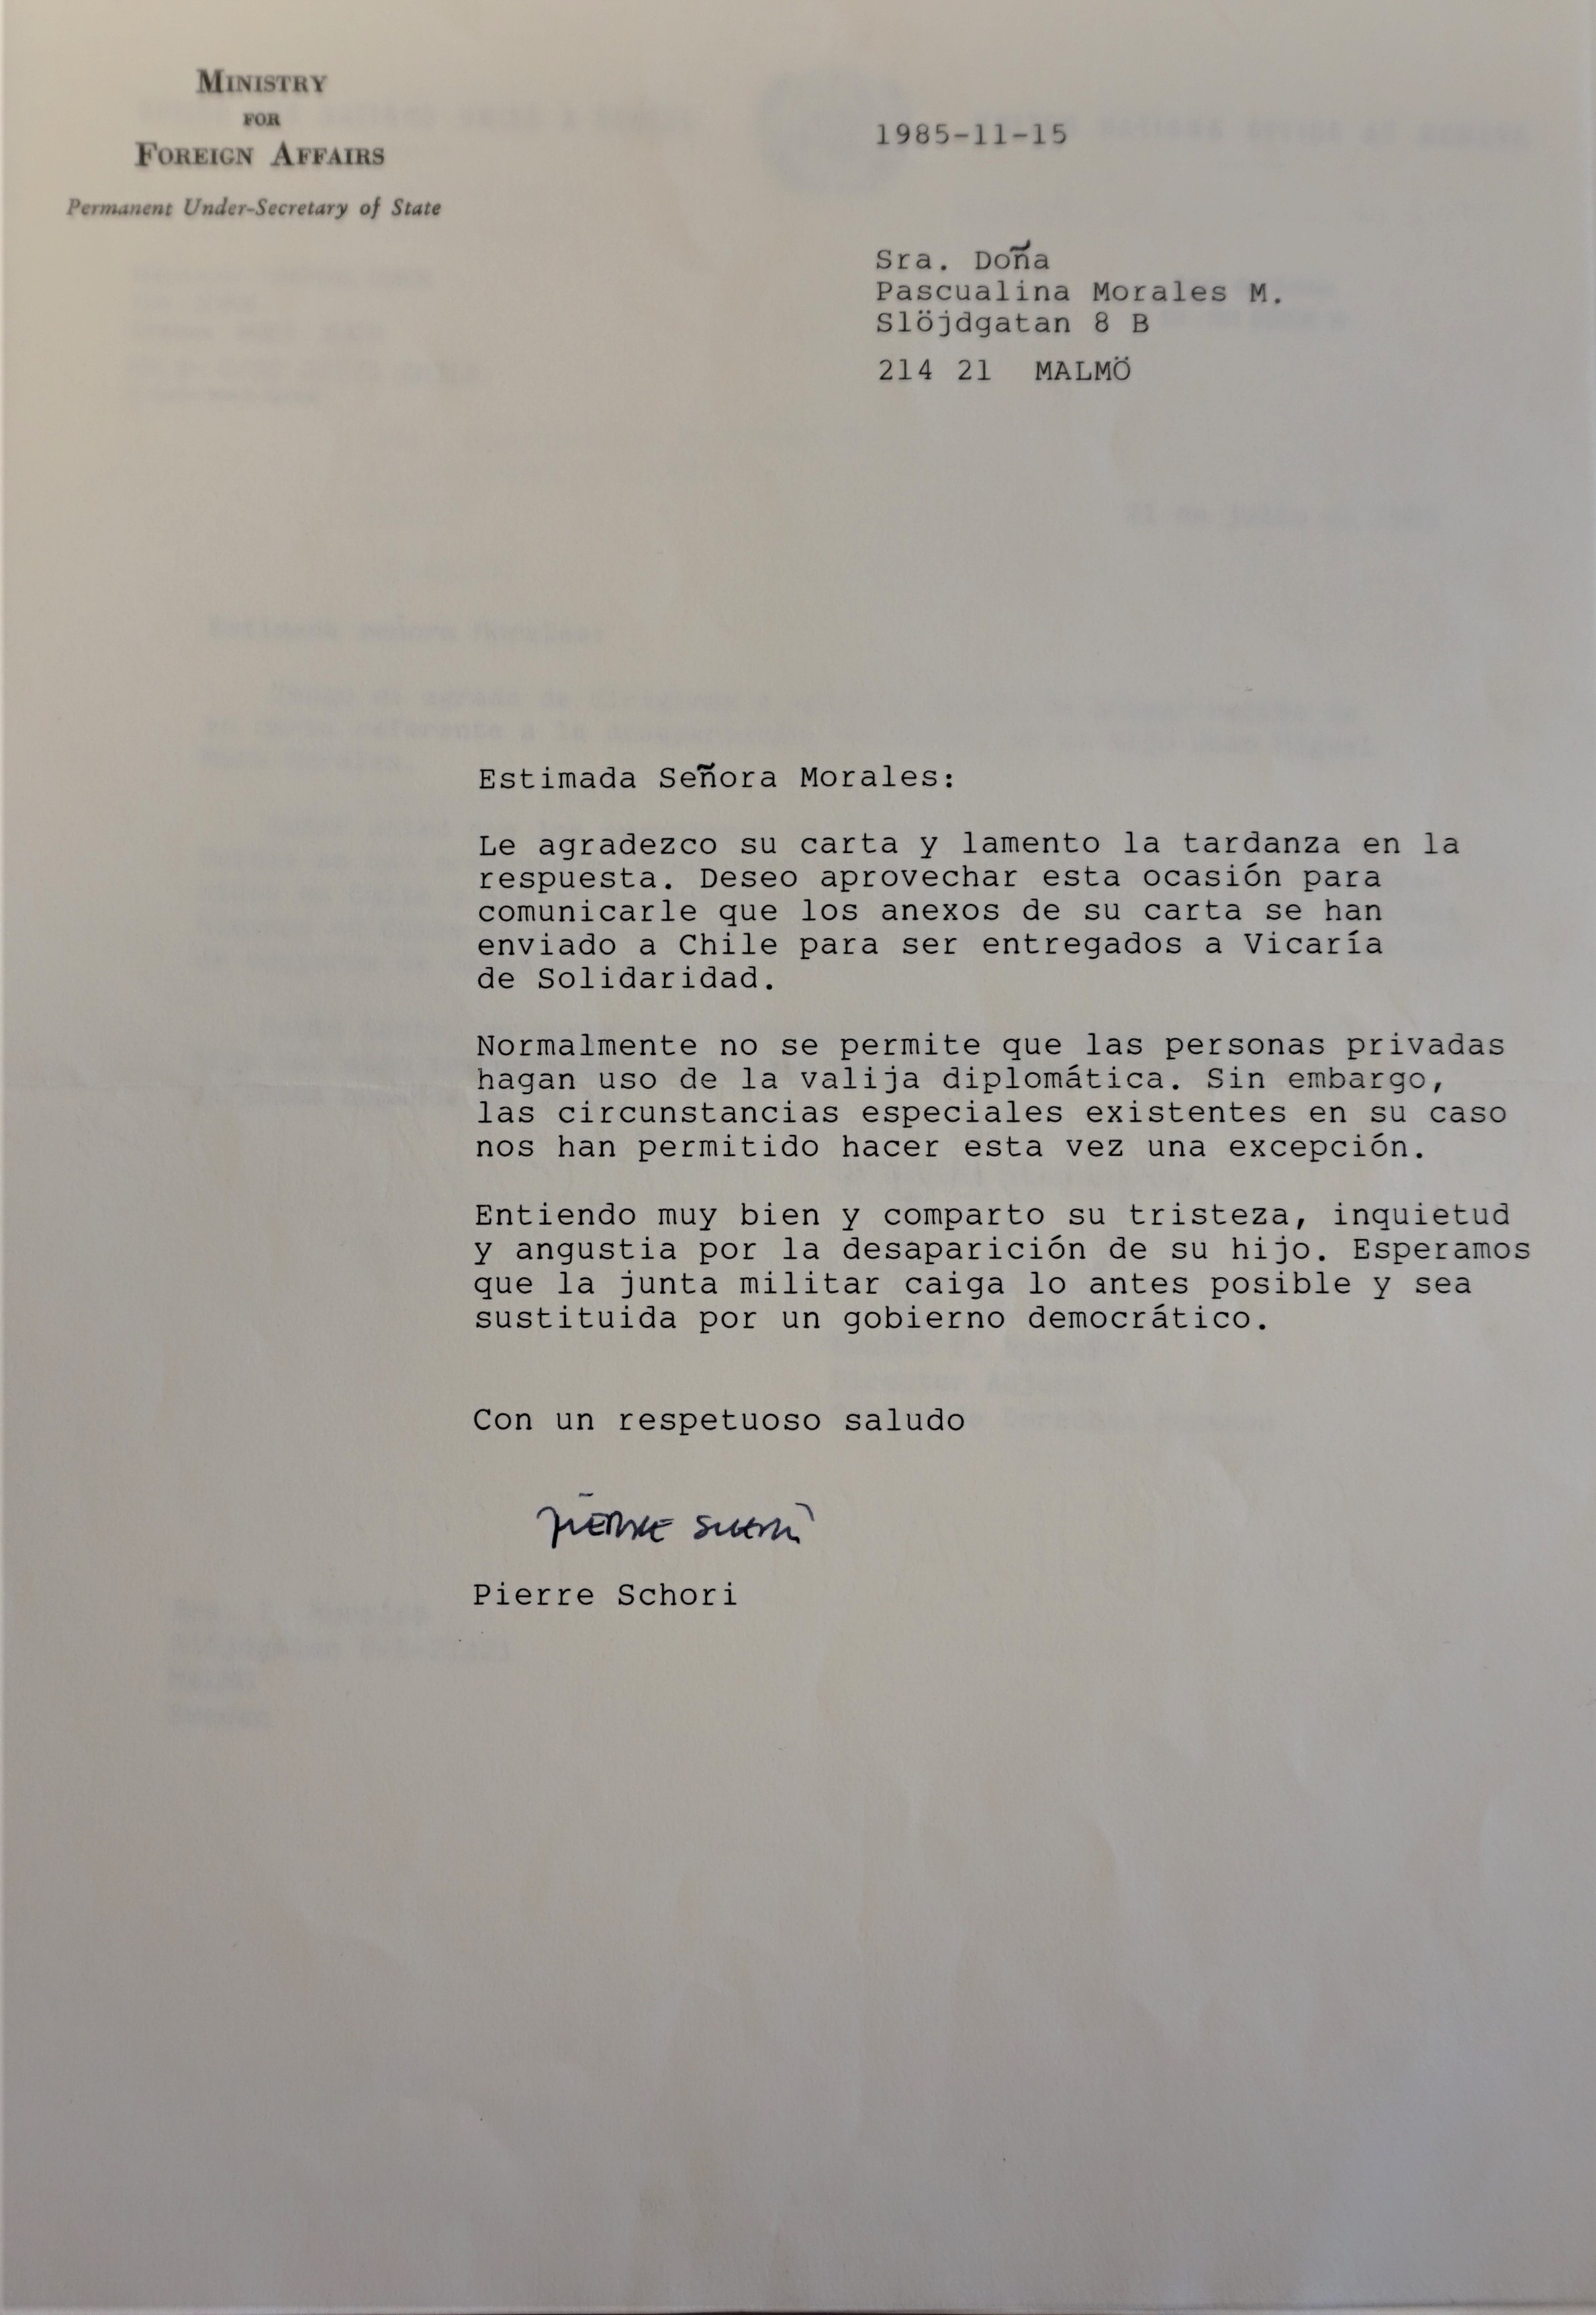 MINISTRY
FOR
FOREIGN AFFAIRS
Permanent Under-Secretary of State
1985-11-15
Sra. Doña
Pascualina Morales M.
Slöjdgatan 8 B
214 21 MALMÖ
Estimada Señora Morales:
Le agradezco su carta y lamento la tardanza en la
respuesta. Deseo aprovechar esta ocasión para
comunicarle que los anexos de su carta se han
enviado a Chile para ser entregados a Vicaría
de Solidaridad.
Normalmente no se permite que las personas privadas
hagan uso de la valija diplomática. Sin embargo,
las circunstancias especiales existentes en su caso
nos han permitido hacer esta vez una excepción.
Entiendo muy bien y comparto su tristeza, inquietud
y angustia por la desaparición de su hijo. Esperamos
que la junta militar caiga lo antes posible y sea
sustituida por un gobierno democrático.
Con un respetuoso saludo
Pierre Schori
Pierre Schori